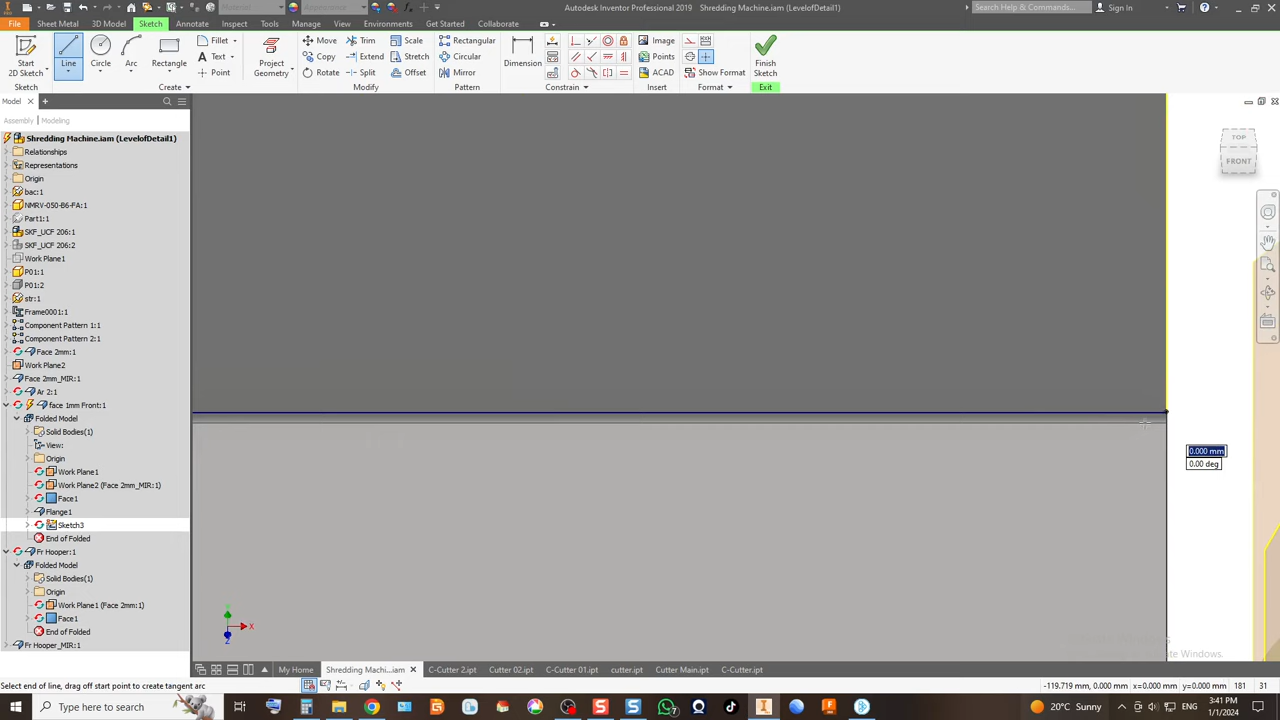 Material
Appearance
Autodesk Inventor Professional 2019 Shredding Machine.iam (LevelofDetail1)
Search Help & Commands...
Sign In
File Sheet Metal 3D Model Sketch Annotate Inspect Tools Manage View Environments Get Started Collaborate
Start 2D Sketch Line Circle Arc Rectangle
Fillet
Text
Point
Project Geometry
Move Trim Scale
Copy Extend Stretch
Rotate Split Offset
Rectangular
Circular
Mirror
Dimension
Image
Points
ACAD
Show Format
Finish Sketch
Sketch Create Modify Pattern Constrain Insert Format Exit
Model
Assembly Modeling
Shredding Machine.iam (LevelofDetail1)
Relationships
Representations
Origin
bac:1
NMRV-050-B6-FA:1
Part1:1
SKF_UCF 206:1
SKF_UCF 206:2
Work Plane1
P01:1
P01:2
str:1
Frame0001:1
Component Pattern 1:1
Component Pattern 2:1
Face 2mm:1
Work Plane2
Face 2mm_MIR:1
Ar 2:1
face 1mm Front:1
Folded Model
Solid Bodies(1)
View:
Origin
Work Plane1
Work Plane2 (Face 2mm_MIR:1)
Face1
Flange1
Sketch3
End of Folded
Fr Hooper:1
Folded Model
Solid Bodies(1)
Origin
Work Plane1 (Face 2mm:1)
Face1
End of Folded
Fr Hooper_MIR:1
TOP
FRONT
0.000 mm
0.00 deg
Y
X
Z
My Home Shredding Machi...iam C-Cutter 2.ipt Cutter 02.ipt C-Cutter 01.ipt cutter.ipt Cutter Main.ipt C-Cutter.ipt
Select end of line, drag off start point to create tangent arc
-119.719 mm, 0.000 mm x=0.000 mm y=0.000 mm 181 31
Type here to search
20°C Sunny
ENG
3:41 PM
1/1/2024